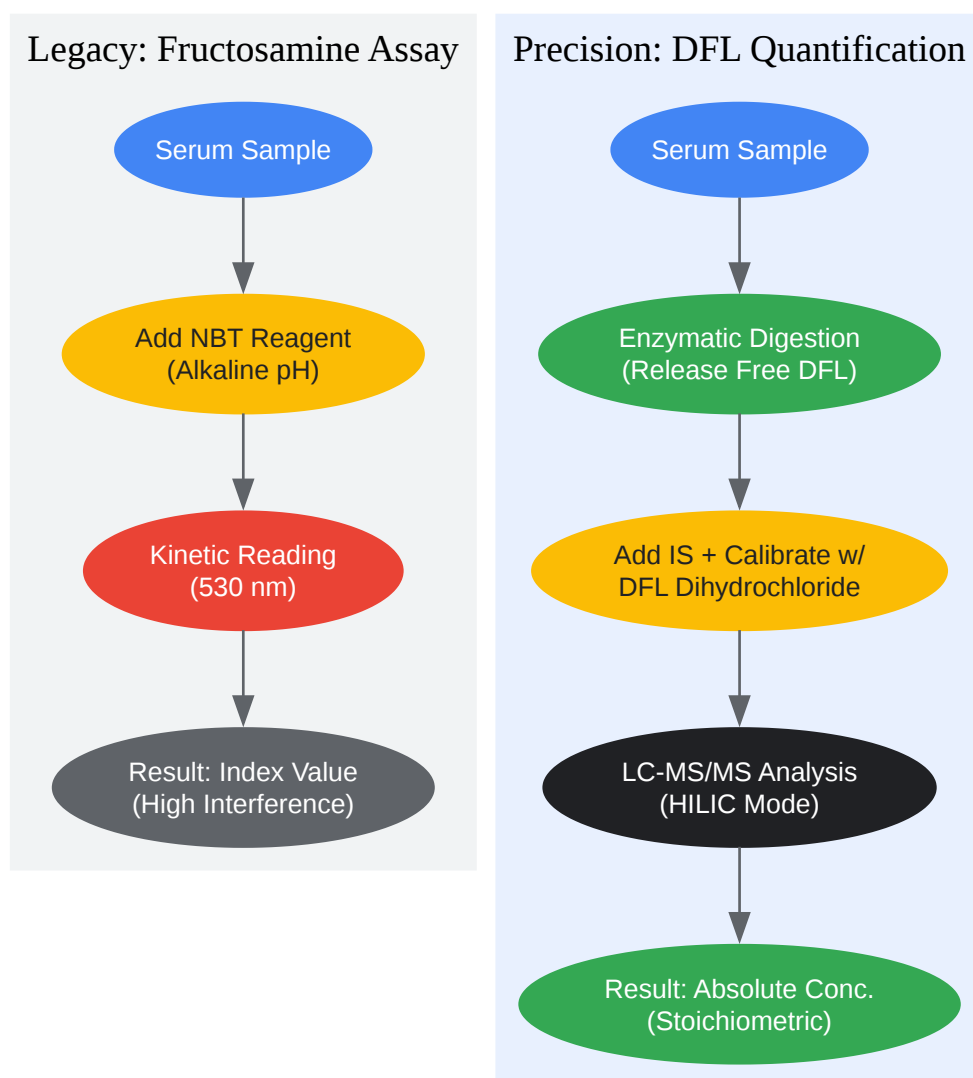 Legacy: Fructosamine Assay
Serum Sample
Add NBT Reagent
(Alkaline pH)
Kinetic Reading
(530 nm)
Result: Index Value
(High Interference)
Precision: DFL Quantification
Serum Sample
Enzymatic Digestion
(Release Free DFL)
Add IS + Calibrate w/
DFL Dihydrochloride
LC-MS/MS Analysis
(HILIC Mode)
Result: Absolute Conc.
(Stoichiometric)